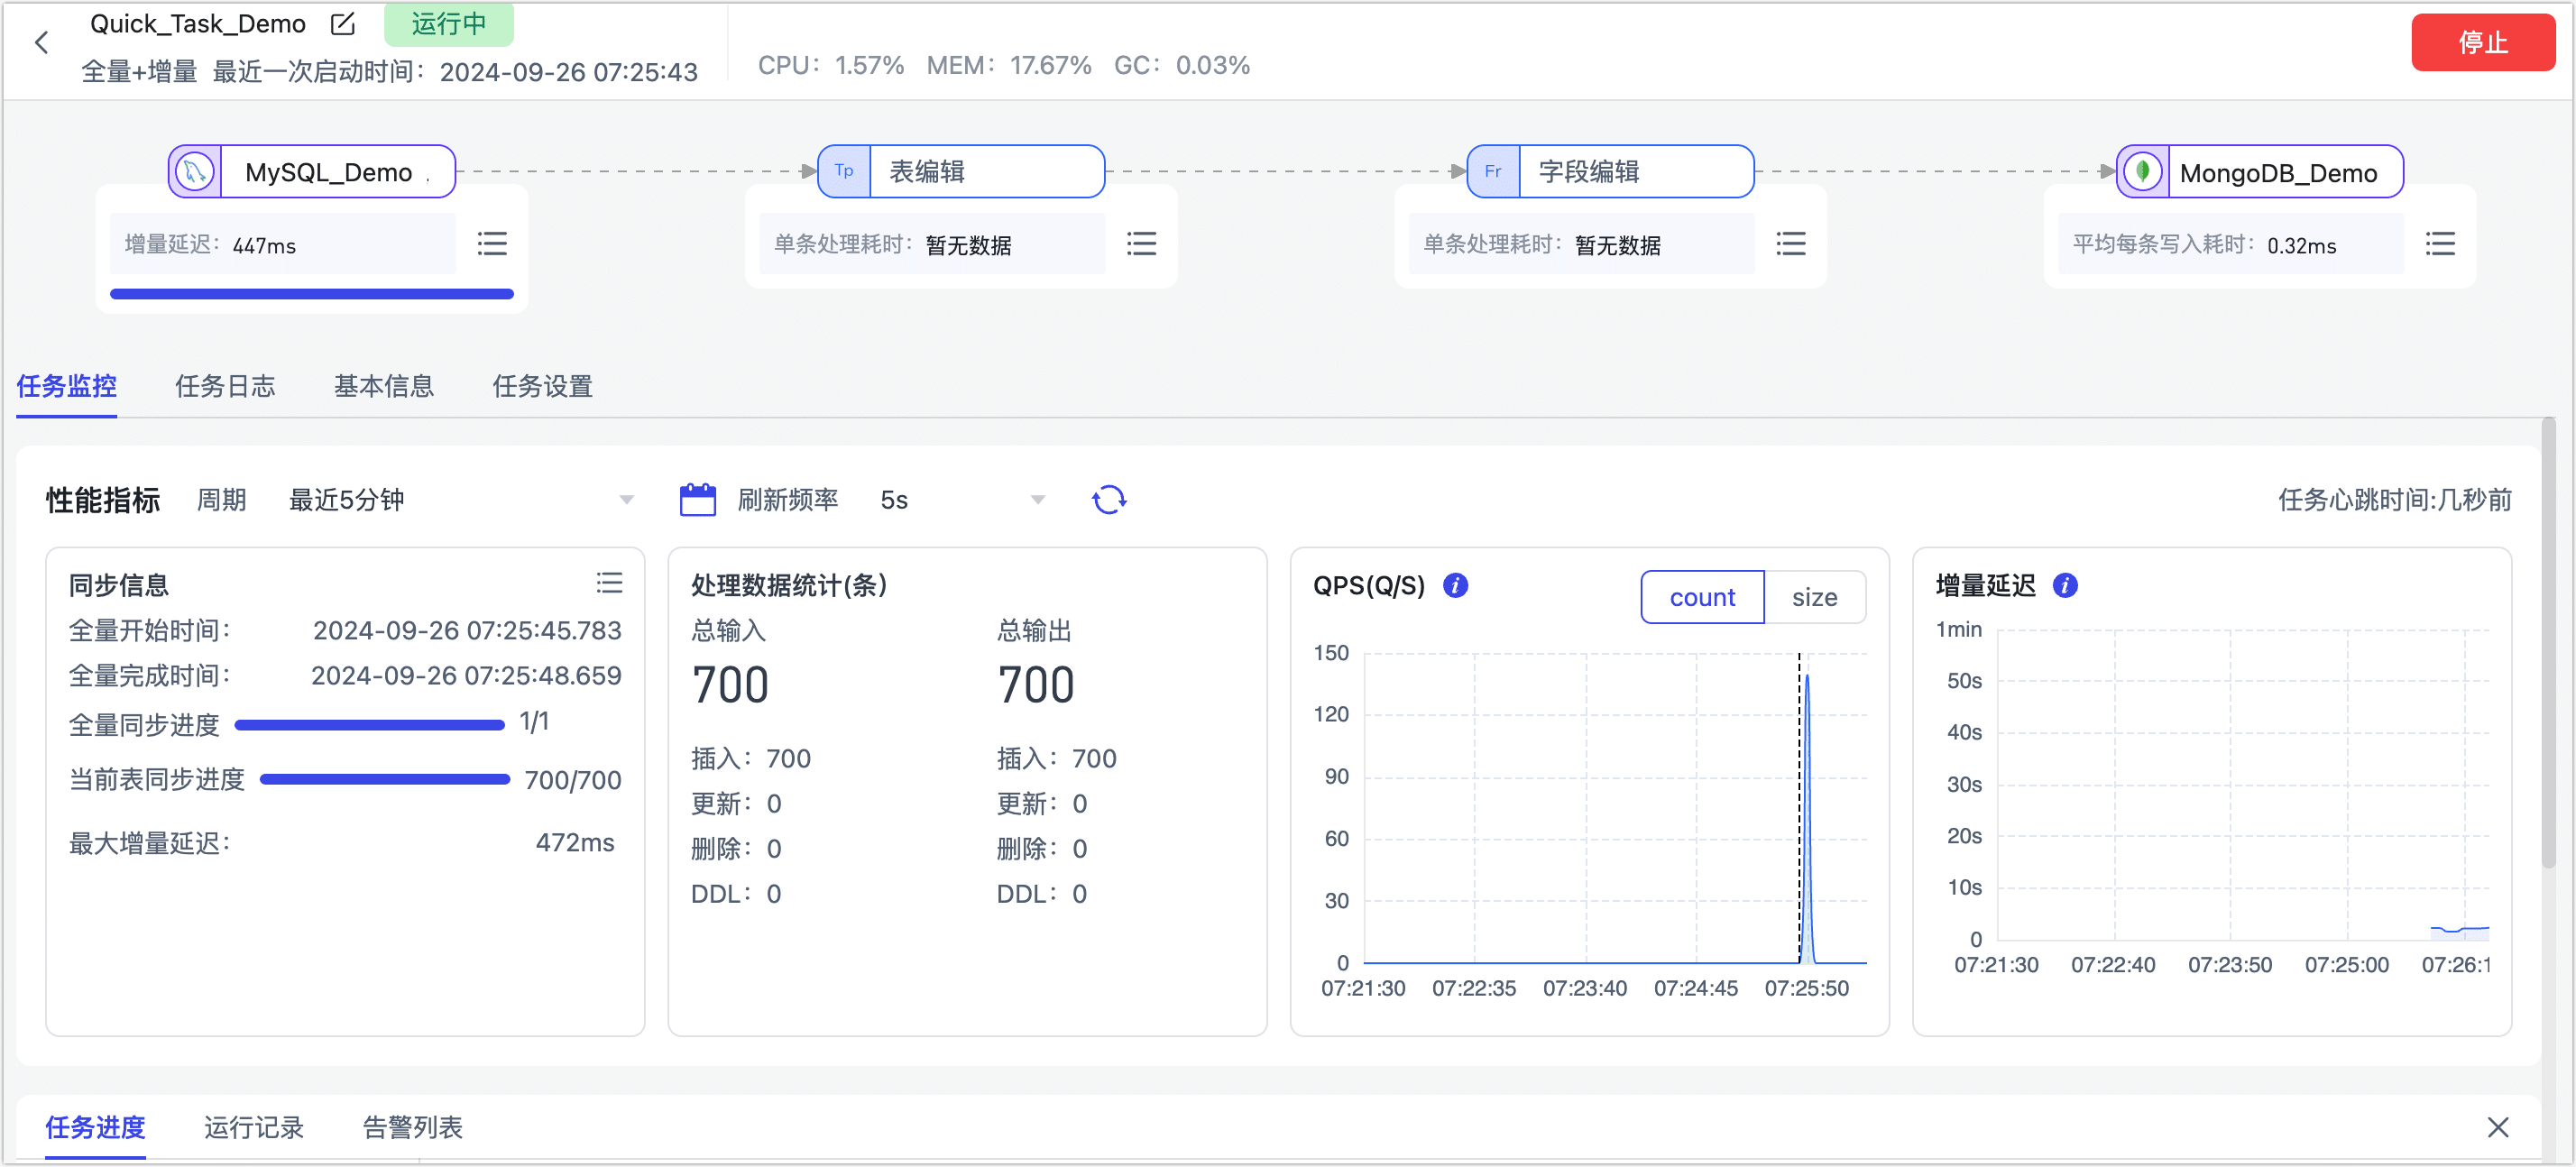 Quick_Task_Demo 运行中
全量+增量 最近一次启动时间: 2024-09-26 07:25:43
CPU: 1.57% MEM: 17.67% GC: 0.03%
停止
MySQL_Demo .
Tp 表编辑
Fr 字段编辑
MongoDB_Demo
增量延迟: 447ms
单条处理耗时: 暂无数据
单条处理耗时: 暂无数据
平均每条写入耗时: 0.32ms
任务监控 任务日志 基本信息 任务设置
性能指标 周期 最近5分钟 刷新频率 5s
任务心跳时间:几秒前
同步信息
全量开始时间: 2024-09-26 07:25:45.783
全量完成时间: 2024-09-26 07:25:48.659
全量同步进度 1/1
当前表同步进度 700/700
最大增量延迟: 472ms
处理数据统计(条)
总输入 总输出
700 700
插入: 700 插入: 700
更新: 0 更新: 0
删除: 0 删除: 0
DDL: 0 DDL: 0
QPS(Q/S) i count size
150
120
90
60
30
0
07:21:30 07:22:35 07:23:40 07:24:45 07:25:50
增量延迟 i
1min
50s
40s
30s
20s
10s
0
07:21:30 07:22:40 07:23:50 07:25:00 07:26:1
任务进度 运行记录 告警列表